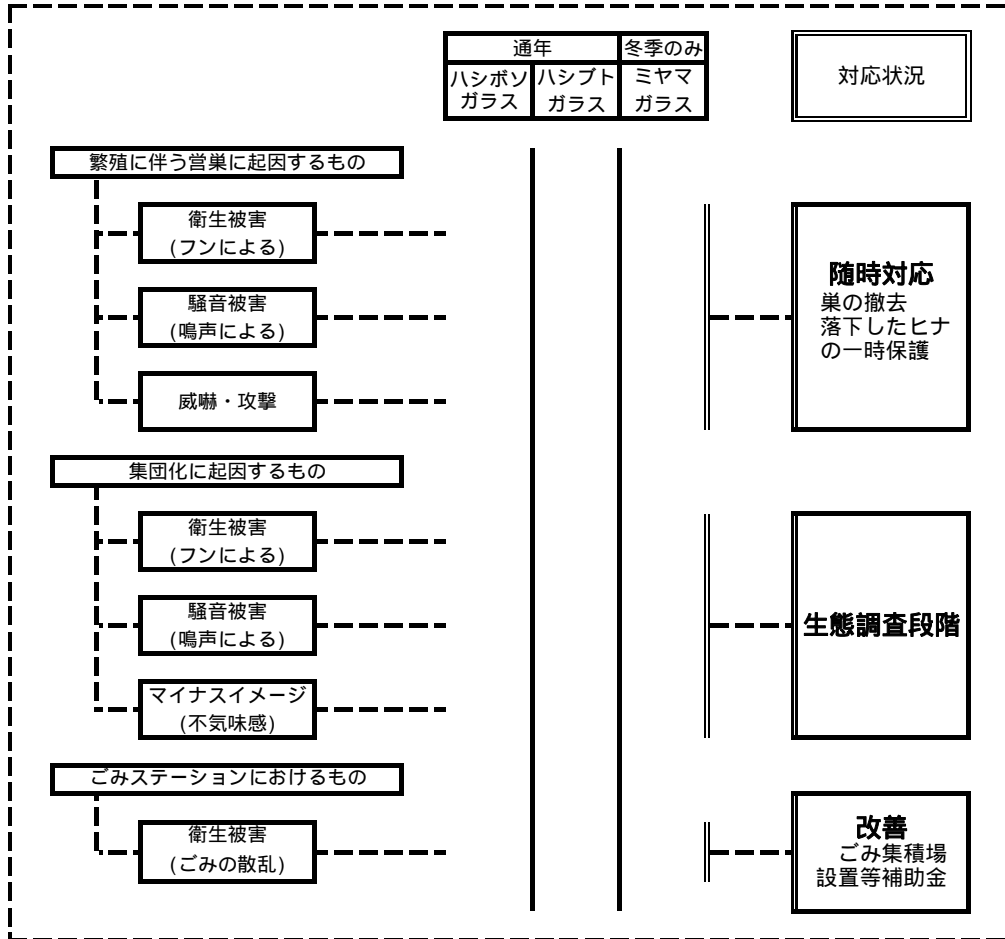 通年
冬季のみ
ハシボソ
ガラス
ハシブト
ガラス
ミヤマ
ガラス
対応状況
繁殖に伴う営巣に起因するもの
衛生被害
(フンによる)
騒音被害
(鳴声による)
威嚇・攻撃
随時対応
巣の撤去
落下したヒナ
の一時保護
集団化に起因するもの
衛生被害
(フンによる)
騒音被害
(鳴声による)
マイナスイメージ
(不気味感)
生態調査段階
ごみステーションにおけるもの
衛生被害
(ごみの散乱)
改善
ごみ集積場
設置等補助金